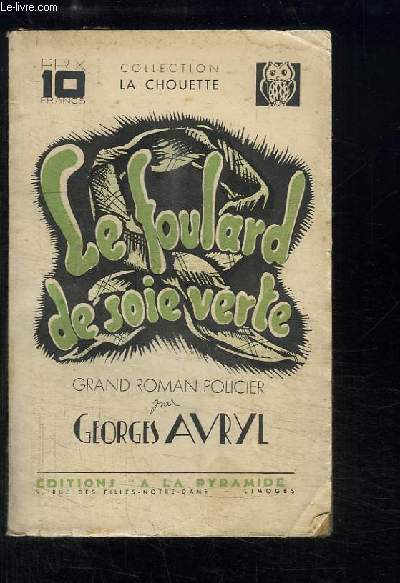 Le-livre.com
PRIX
10
FRANCS
COLLECTION
LA CHOUETTE
Le foulard
de soie verte
GRAND ROMAN POLICIER
par
GEORGES AVRYL
EDITIONS A LA PYRAMIDE
RUE DES FILLES-NOTRE-DAME - LIMOGES